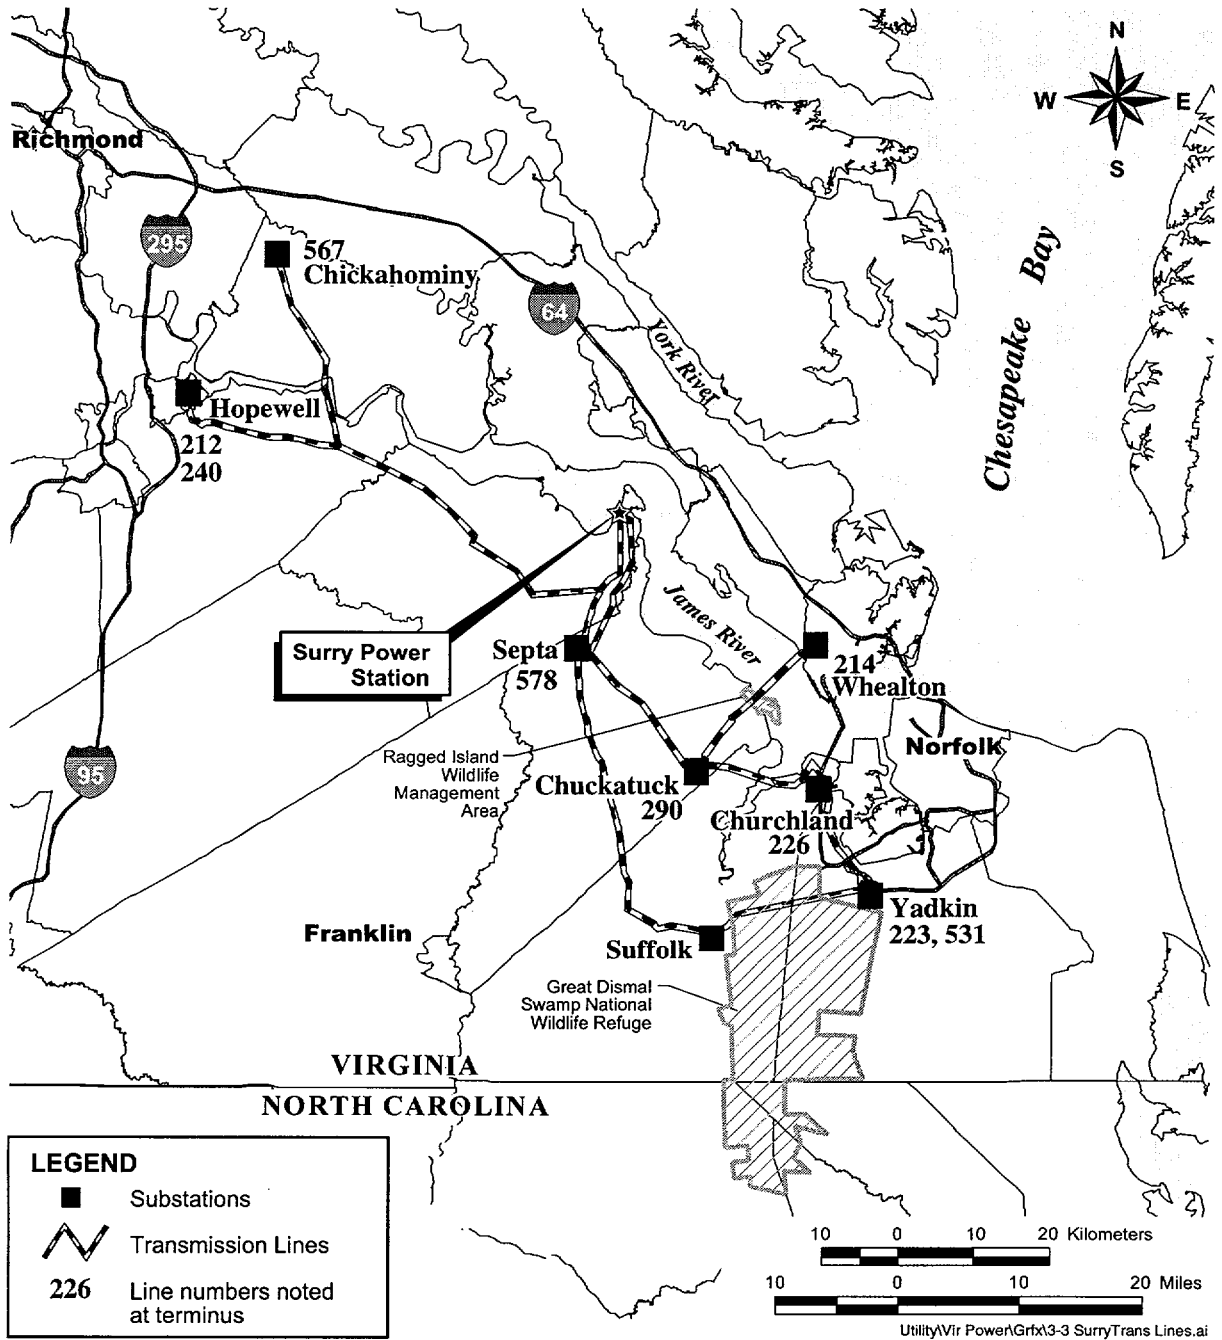 N
W E
S
Richmond
295
567
Chickahominy
64
York River
Chesapeake Bay
Hopewell
212
240
James River
Surry Power
Station
Septa
578
214
Whealton
95
Ragged Island
Wildlife
Management
Area
Norfolk
Chuckatuck
290
Churchland
226
Franklin
Suffolk
Yadkin
223, 531
Great Dismal
Swamp National
Wildlife Refuge
VIRGINIA
NORTH CAROLINA
LEGEND
Substations
Transmission Lines
226 Line numbers noted
at terminus
10 0 10 20 Kilometers
10 0 10 20 Miles
Utility\Vir Power\Grfx\3-3 SurryTrans Lines.ai